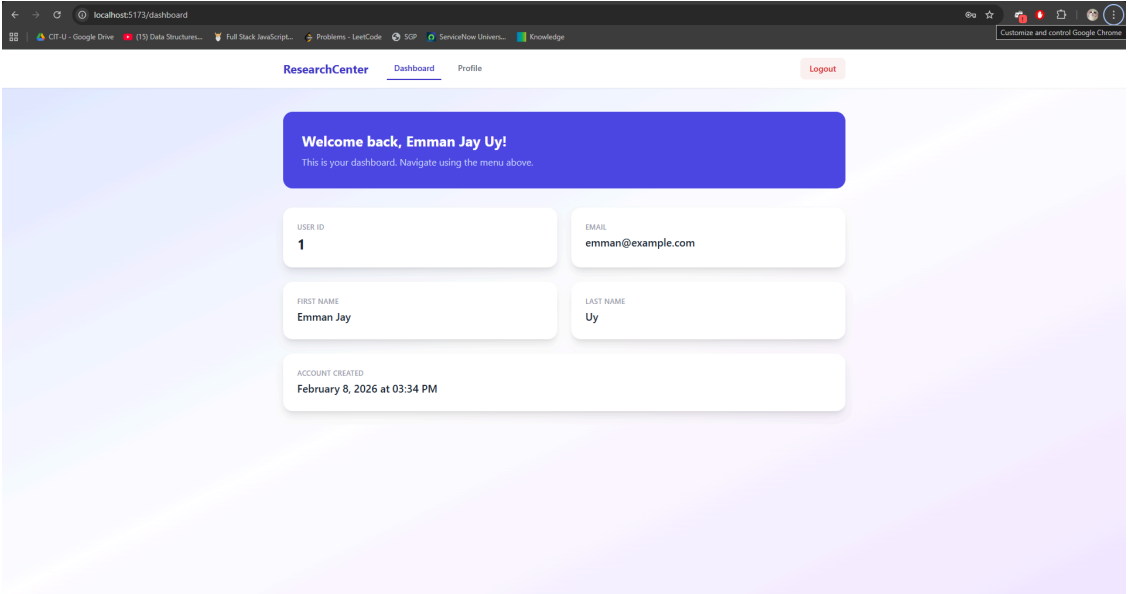 localhost:5173/dashboard
CIT-U - Google Drive (15) Data Structures... Full Stack JavaScript... Problems - LeetCode SGP ServiceNow Univers... Knowledge
Customize and control Google Chrome
ResearchCenter Dashboard Profile Logout
Welcome back, Emman Jay Uy!
This is your dashboard. Navigate using the menu above.
USER ID
1
EMAIL
emman@example.com
FIRST NAME
Emman Jay
LAST NAME
Uy
ACCOUNT CREATED
February 8, 2026 at 03:34 PM